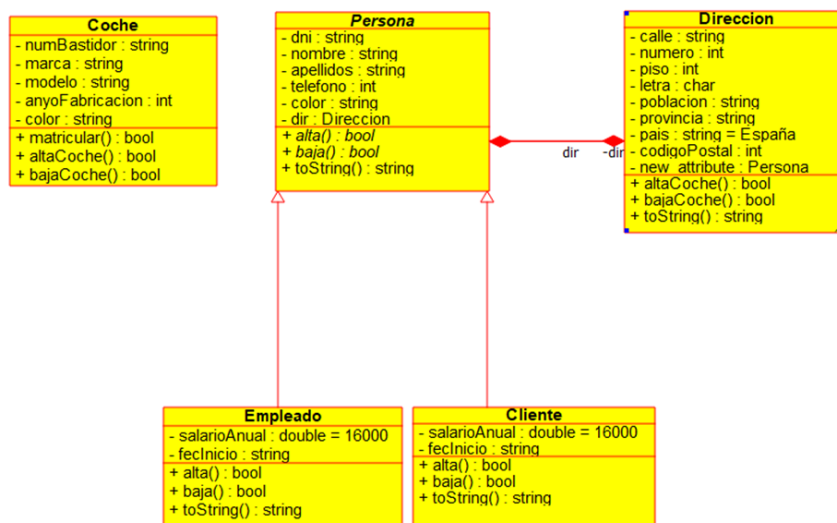 Coche
- numBastidor : string
- marca : string
- modelo : string
- anyoFabricacion : int
- color : string
+ matricular() : bool
+ altaCoche() : bool
+ bajaCoche() : bool
Persona
- dni : string
- nombre : string
- apellidos : string
- telefono : int
- color : string
- dir : Direccion
+ alta() : bool
+ baja() : bool
+ toString() : string
dir
-dir
Direccion
- calle : string
- numero : int
- piso : int
- letra : char
- poblacion : string
- provincia : string
- pais : string = España
- codigoPostal : int
- new_attribute : Persona
+ altaCoche() : bool
+ bajaCoche() : bool
+ toString() : string
Empleado
- salarioAnual : double = 16000
- fecInicio : string
+ alta() : bool
+ baja() : bool
+ toString() : string
Cliente
- salarioAnual : double = 16000
- fecInicio : string
+ alta() : bool
+ baja() : bool
+ toString() : string